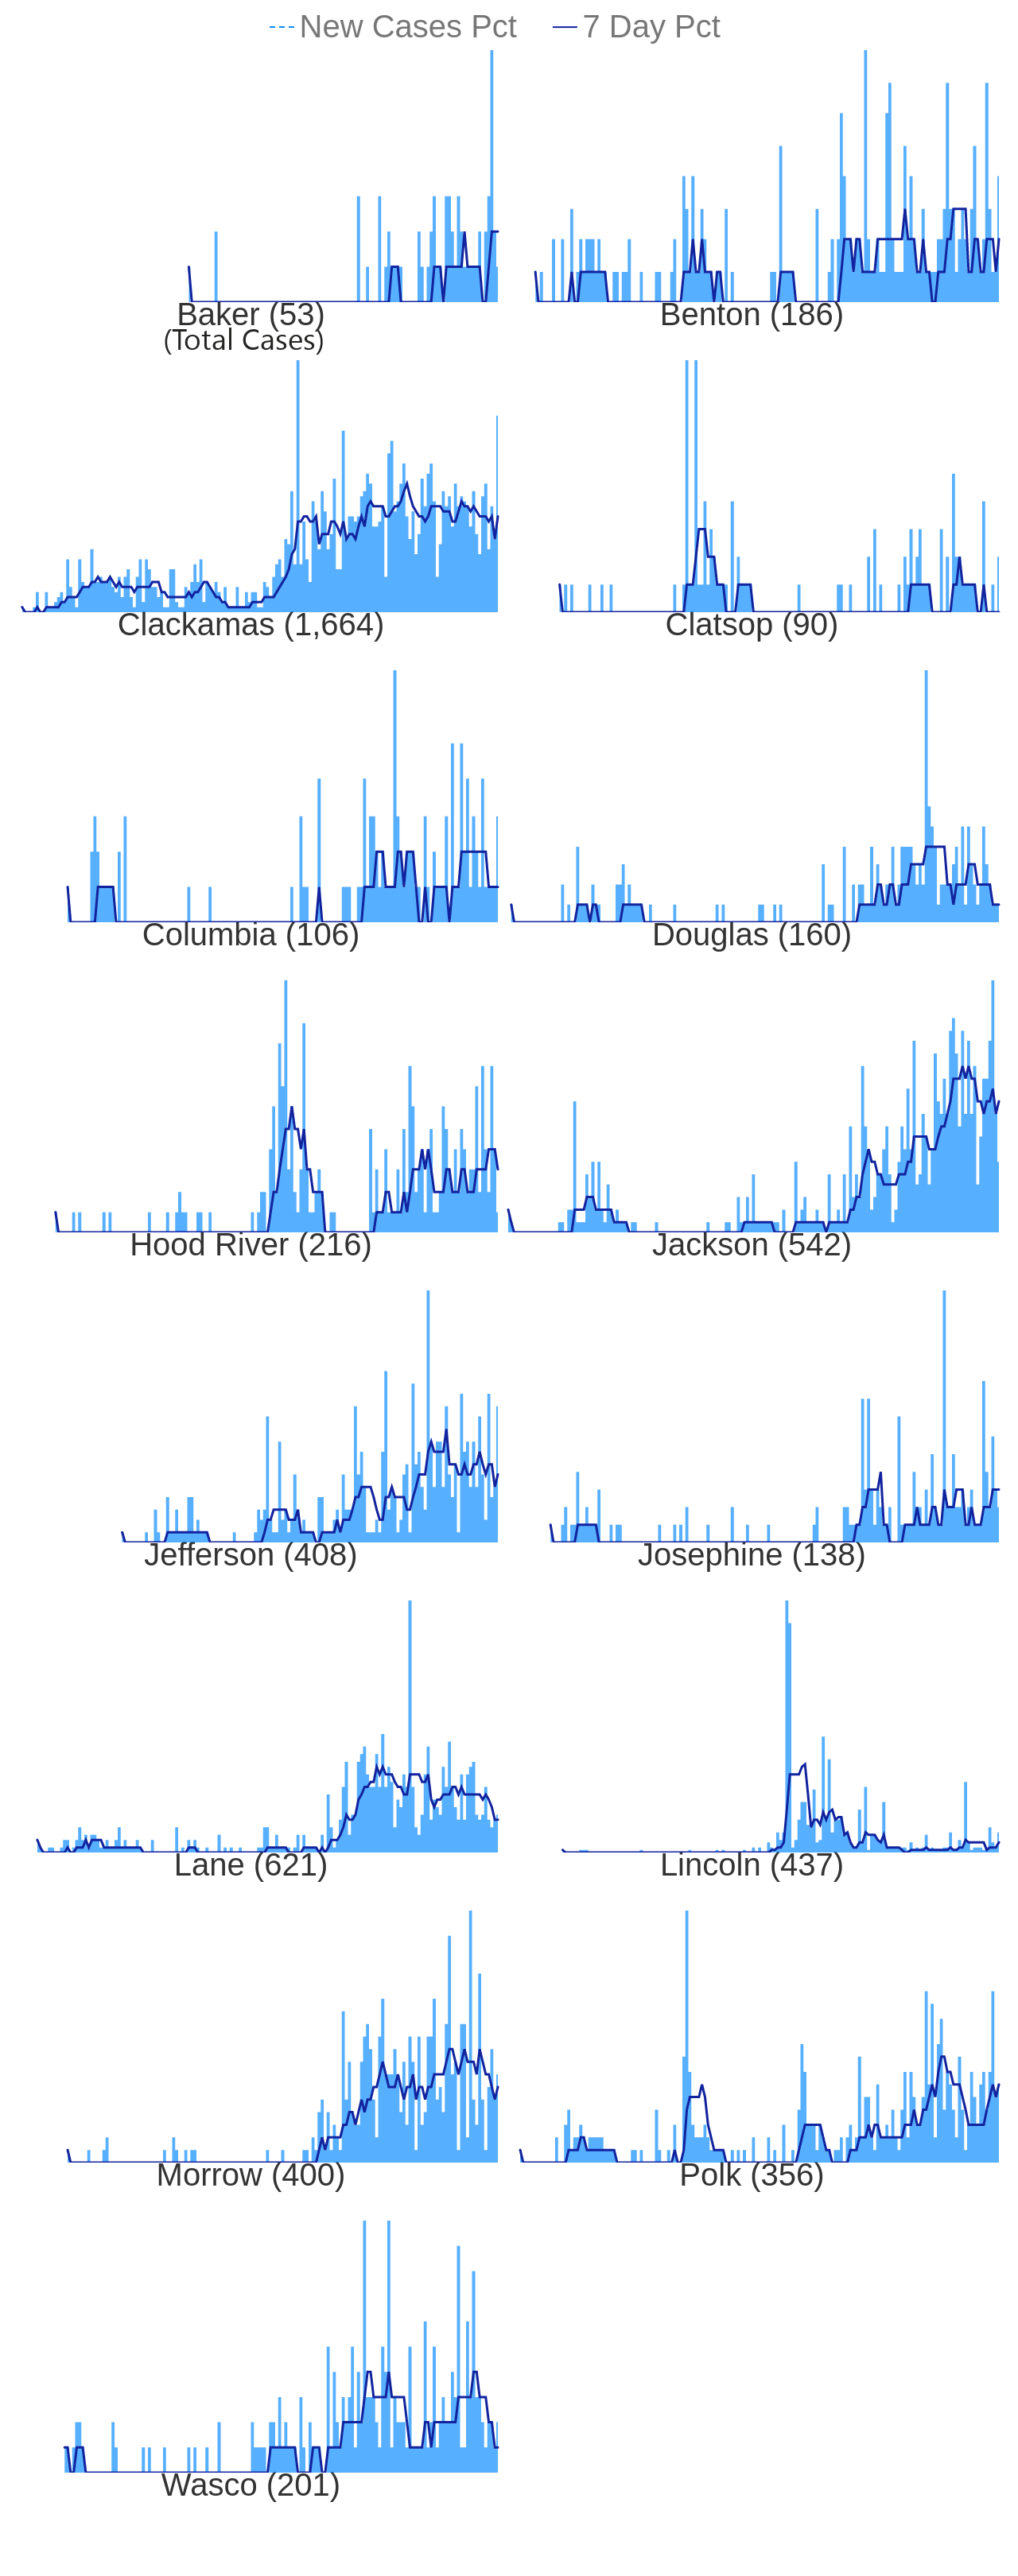 New Cases Pct 7 Day Pct
Baker (53) Benton (186)
(Total Cases)
Clackamas (1,664) Clatsop (90)
Columbia (106) Douglas (160)
Hood River (216) Jackson (542)
Jefferson (408) Josephine (138)
Lane (621) Lincoln (437)
Morrow (400) Polk (356)
Wasco (201)